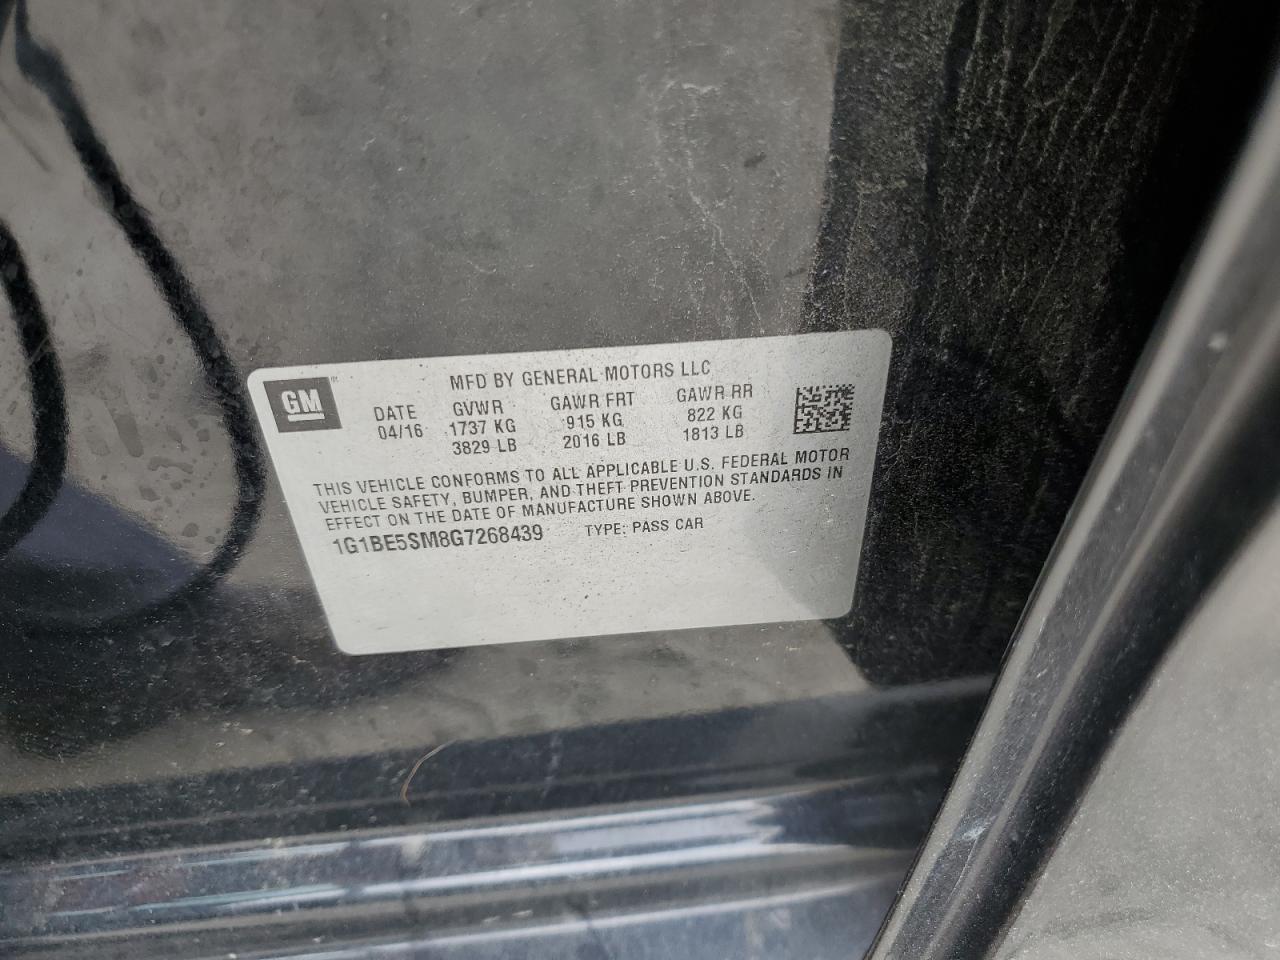 GM
MFD BY GENERAL MOTORS LLC
DATE GVWR GAWR FRT GAWR RR
04/16 1737 KG 915 KG 822 KG
3829 LB 2016 LB 1813 LB
THIS VEHICLE CONFORMS TO ALL APPLICABLE U.S. FEDERAL MOTOR
VEHICLE SAFETY, BUMPER, AND THEFT PREVENTION STANDARDS IN
EFFECT ON THE DATE OF MANUFACTURE SHOWN ABOVE.
1G1BE5SM8G7268439 TYPE: PASS CAR